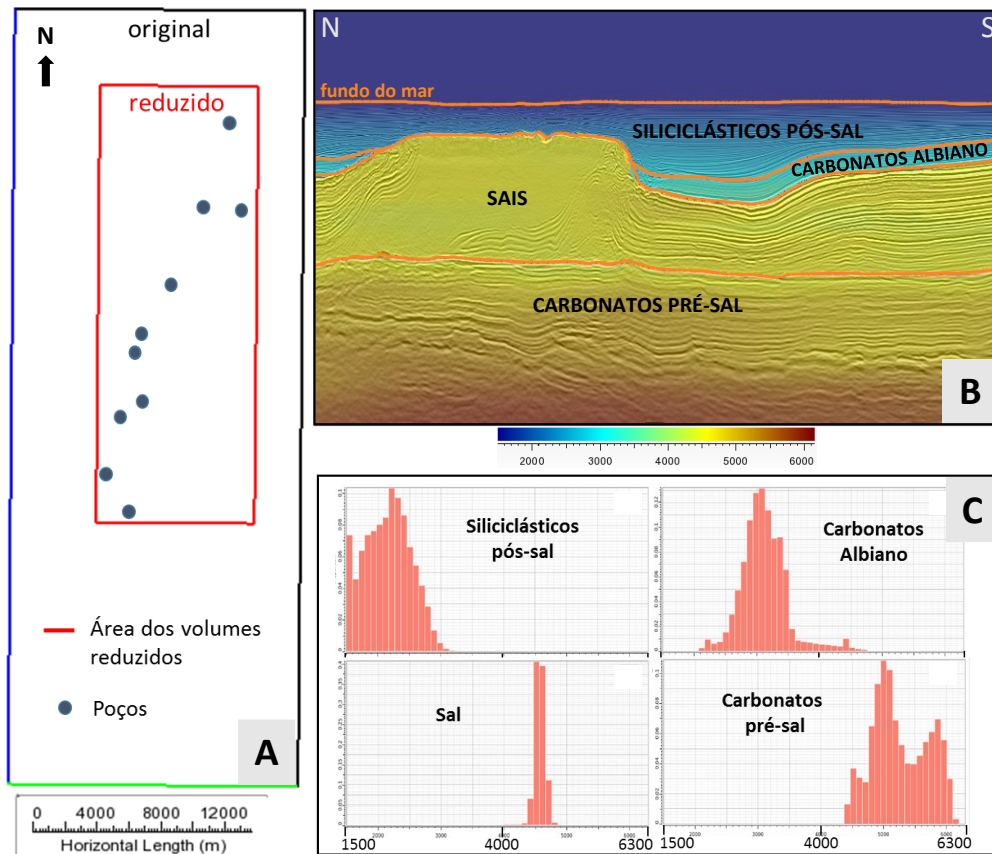 original
N
reduzido
Área dos volumes
reduzidos
Poços
A
0 4000 8000 12000
Horizontal Length (m)
N
S
fundo do mar
SILICICLÁSTICOS PÓS-SAL
CARBONATOS ALBIANO
SAIS
CARBONATOS PRÉ-SAL
B
2000 3000 4000 5000 6000
C
Siliciclásticos
pós-sal
Carbonatos
Albiano
Sal
Carbonatos
pré-sal
1500 4000 6300
1500 4000 6300